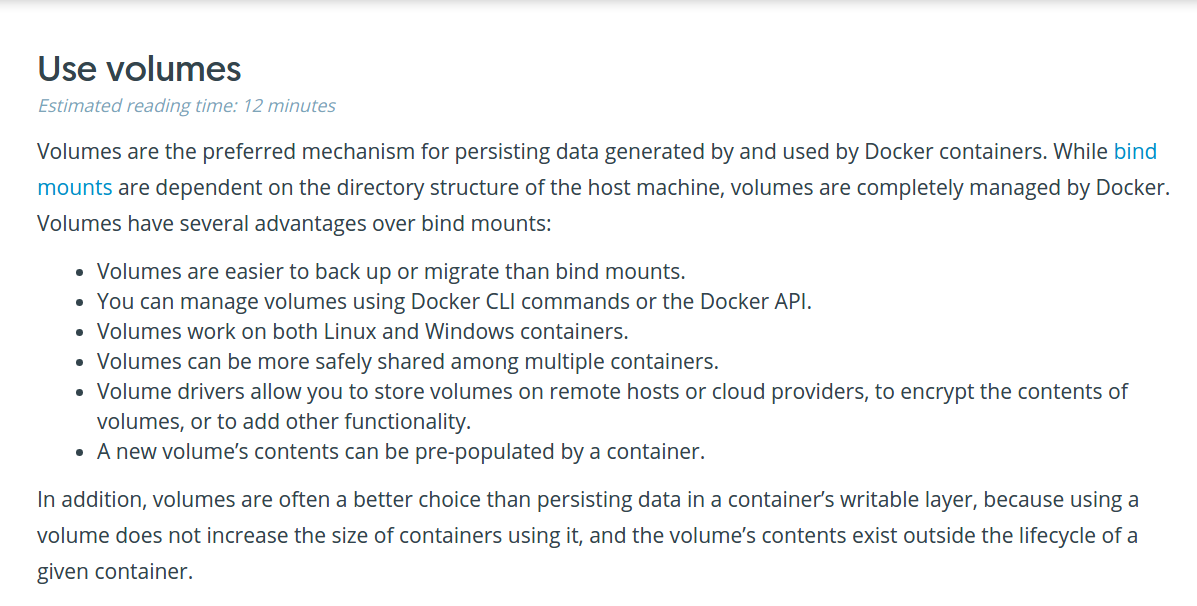 Use volumes
Estimated reading time: 12 minutes
Volumes are the preferred mechanism for persisting data generated by and used by Docker containers. While bind
mounts are dependent on the directory structure of the host machine, volumes are completely managed by Docker.
Volumes have several advantages over bind mounts:
• Volumes are easier to back up or migrate than bind mounts.
• You can manage volumes using Docker CLI commands or the Docker API.
• Volumes work on both Linux and Windows containers.
• Volumes can be more safely shared among multiple containers.
• Volume drivers allow you to store volumes on remote hosts or cloud providers, to encrypt the contents of
volumes, or to add other functionality.
• A new volume’s contents can be pre-populated by a container.
In addition, volumes are often a better choice than persisting data in a container’s writable layer, because using a
volume does not increase the size of containers using it, and the volume’s contents exist outside the lifecycle of a
given container.